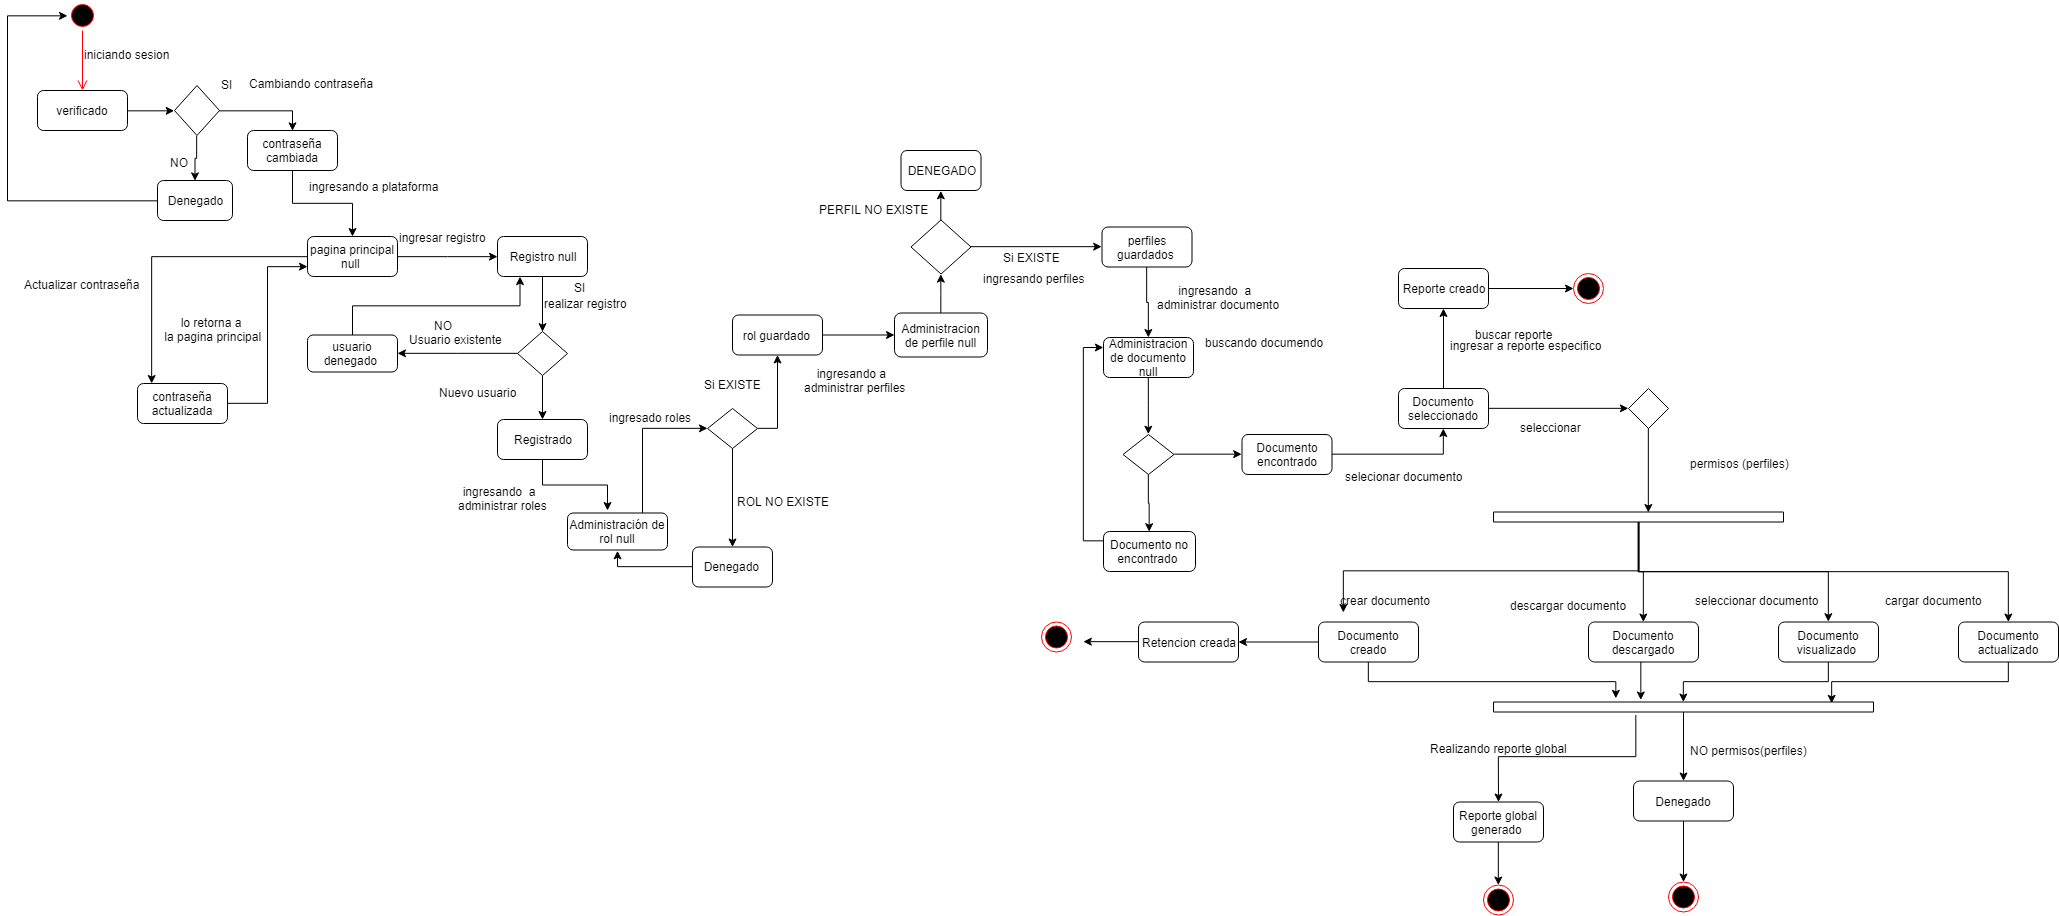 iniciando sesion
verificado
SI
Cambiando contraseña
contraseña
cambiada
NO
Denegado
ingresando a plataforma
pagina principal
null
ingresar registro
Registro null
Actualizar contraseña
lo retorna a
la pagina principal
contraseña
actualizada
SI
realizar registro
NO
Usuario existente
usuario
denegado
Nuevo usuario
Registrado
ingresando  a
administrar roles
Administración de
rol null
ingresado roles
Si EXISTE
ROL NO EXISTE
Denegado
rol guardado
ingresando a
administrar perfiles
Administracion
de perfile null
PERFIL NO EXISTE
DENEGADO
Si EXISTE
ingresando perfiles
perfiles
guardados
ingresando  a
administrar documento
Administracion
de documento
null
buscando documendo
Documento
encontrado
Documento no
encontrado
selecionar documento
Documento
seleccionado
buscar reporte
ingresar a reporte especifico
Reporte creado
seleccionar
permisos (perfiles)
crear documento
descargar documento
seleccionar documento
cargar documento
Retencion creada
Documento
creado
Documento
descargado
Documento
visualizado
Documento
actualizado
Realizando reporte global
NO permisos(perfiles)
Reporte global
generado
Denegado